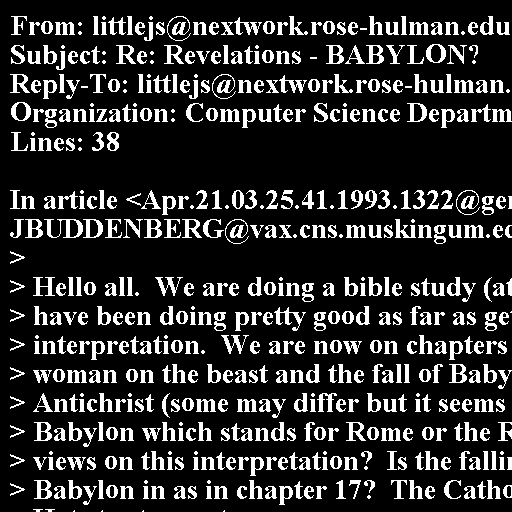 From: littlejs@nextwork.rose-hulman.edu
Subject: Re: Revelations - BABYLON?
Reply-To: littlejs@nextwork.rose-hulman.
Organization: Computer Science Departm
Lines: 38

In article <Apr.21.03.25.41.1993.1322@ge
JBUDDENBERG@vax.cns.muskingum.ed
>
> Hello all.  We are doing a bible study (at
> have been doing pretty good as far as ge
> interpretation.  We are now on chapters
> woman on the beast and the fall of Baby
> Antichrist (some may differ but it seems
> Babylon which stands for Rome or the R
> views on this interpretation?  Is the falli
> Babylon in as in chapter 17?  The Catho